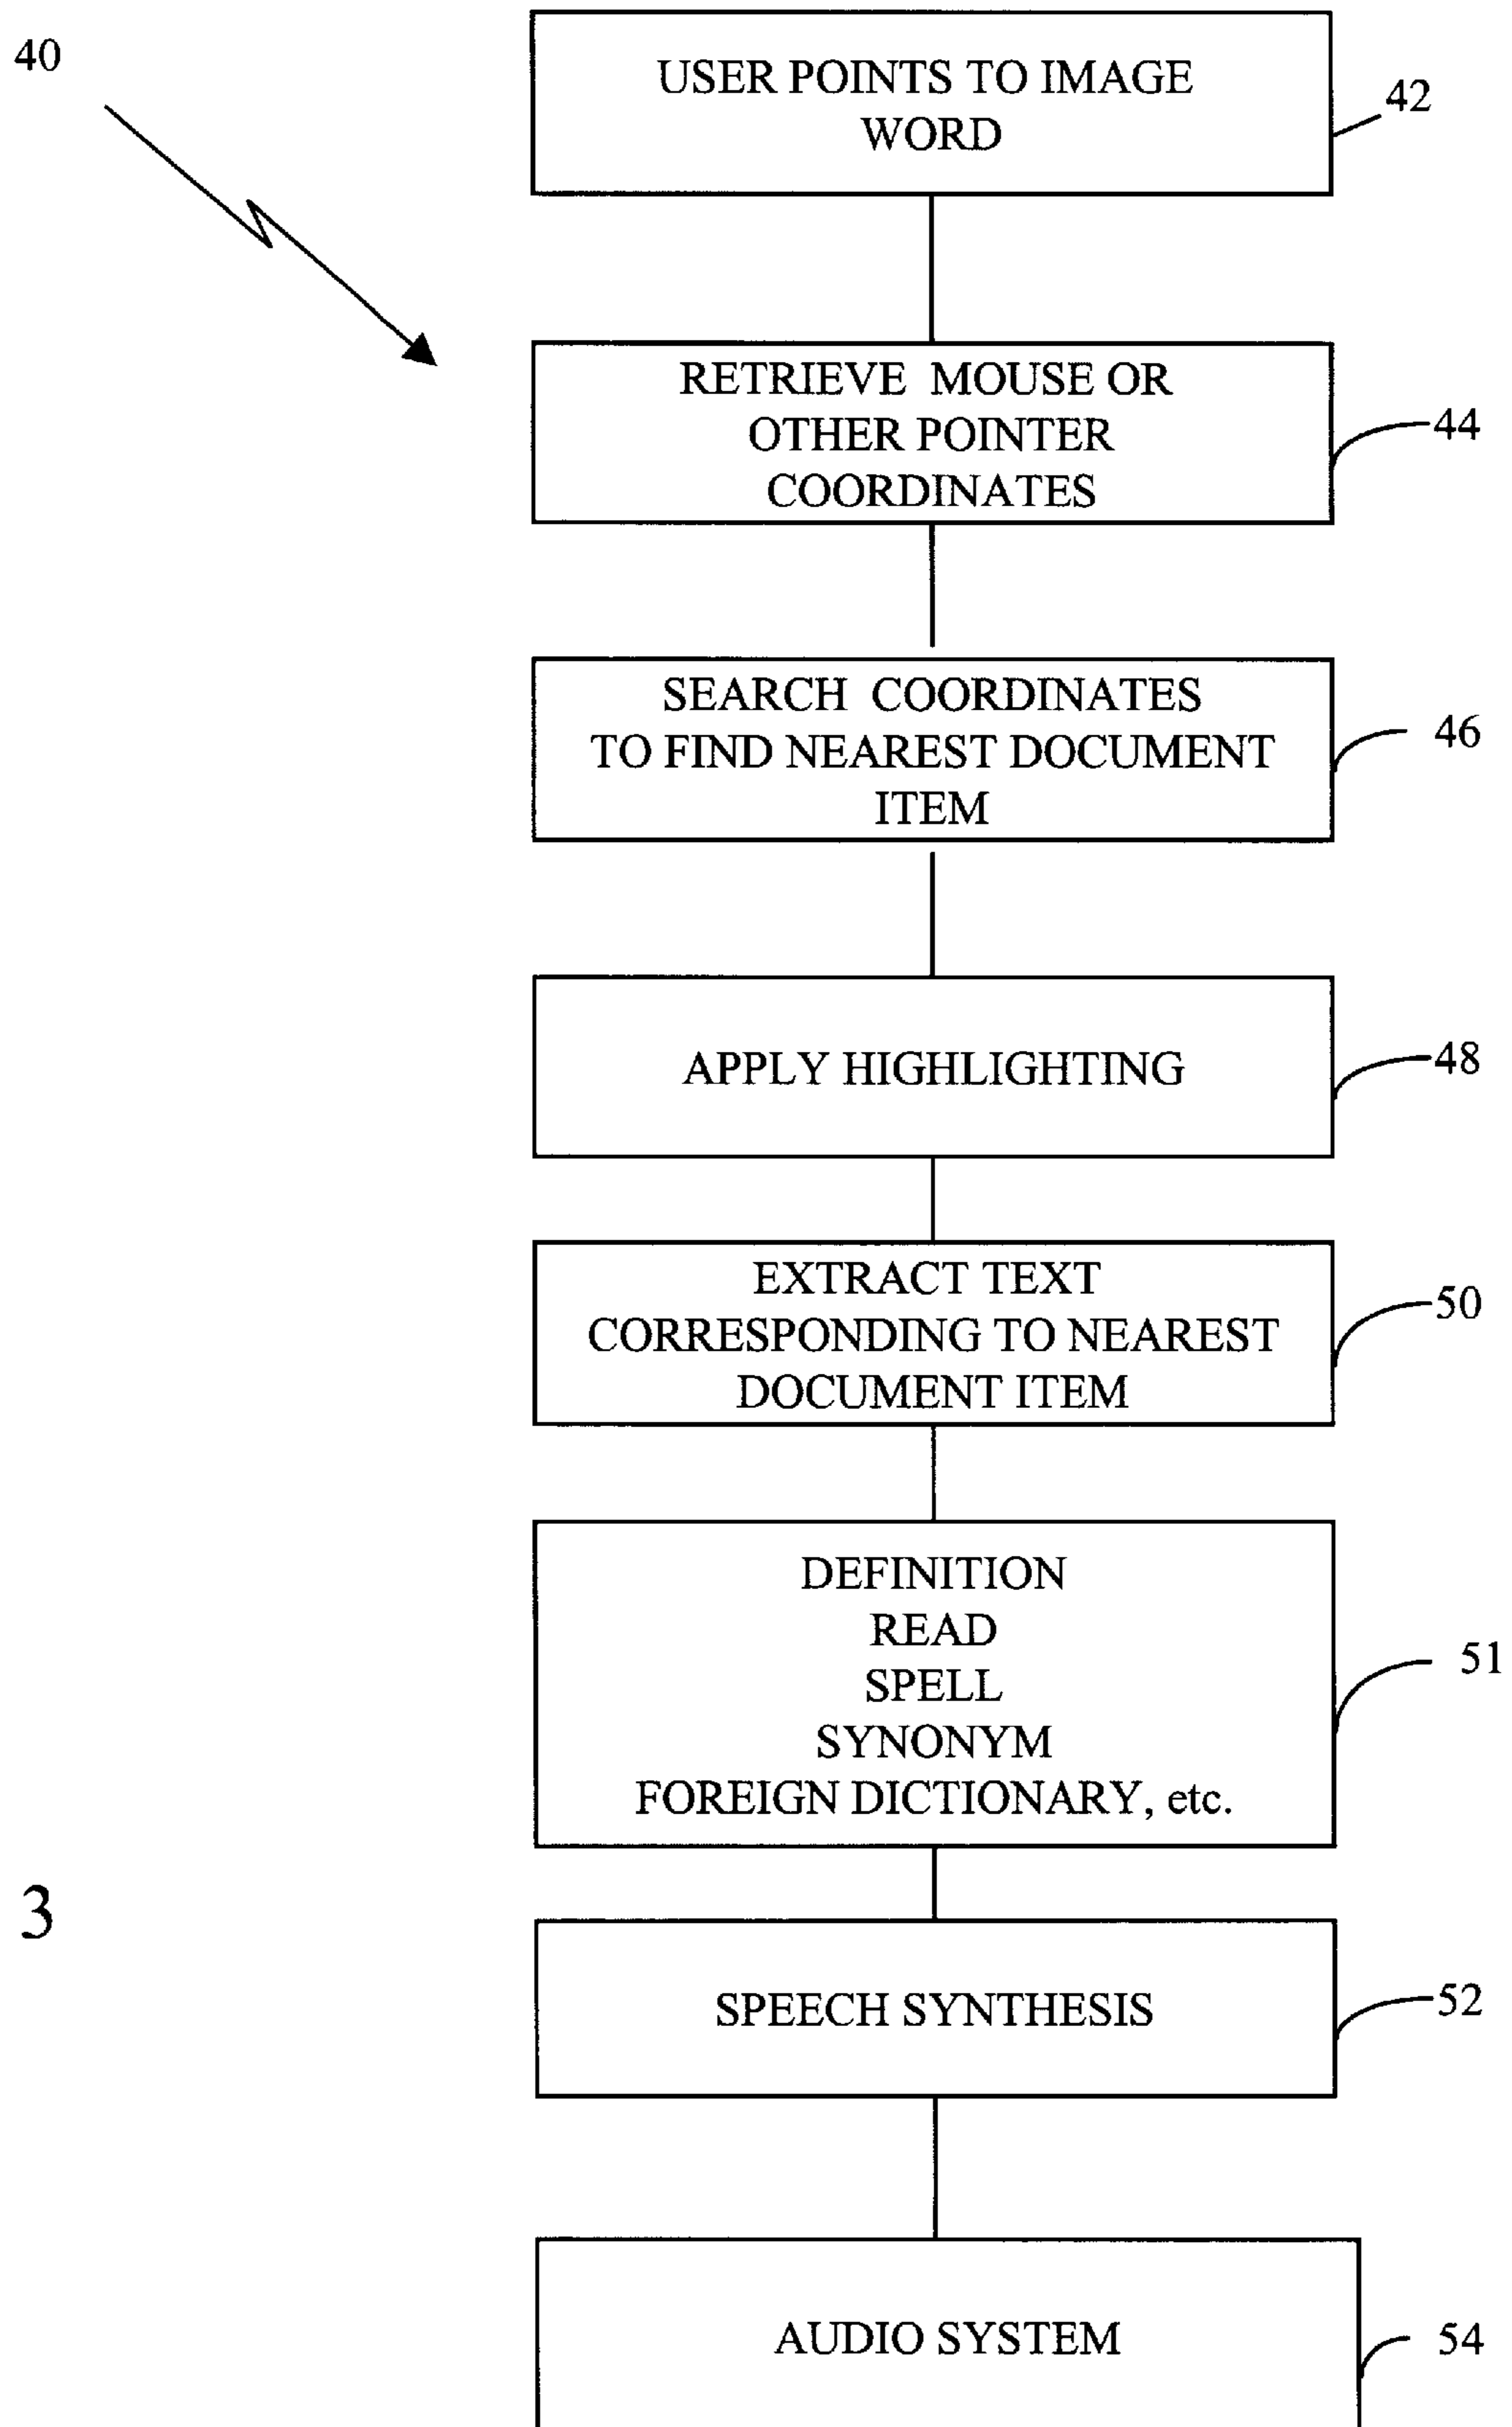 40
USER POINTS TO IMAGE
WORD
42
RETRIEVE MOUSE OR
OTHER POINTER
COORDINATES
44
SEARCH COORDINATES
TO FIND NEAREST DOCUMENT
ITEM
46
APPLY HIGHLIGHTING
48
EXTRACT TEXT
CORRESPONDING TO NEAREST
DOCUMENT ITEM
50
DEFINITION
READ
SPELL
SYNONYM
FOREIGN DICTIONARY, etc.
51
3
SPEECH SYNTHESIS
52
AUDIO SYSTEM
54